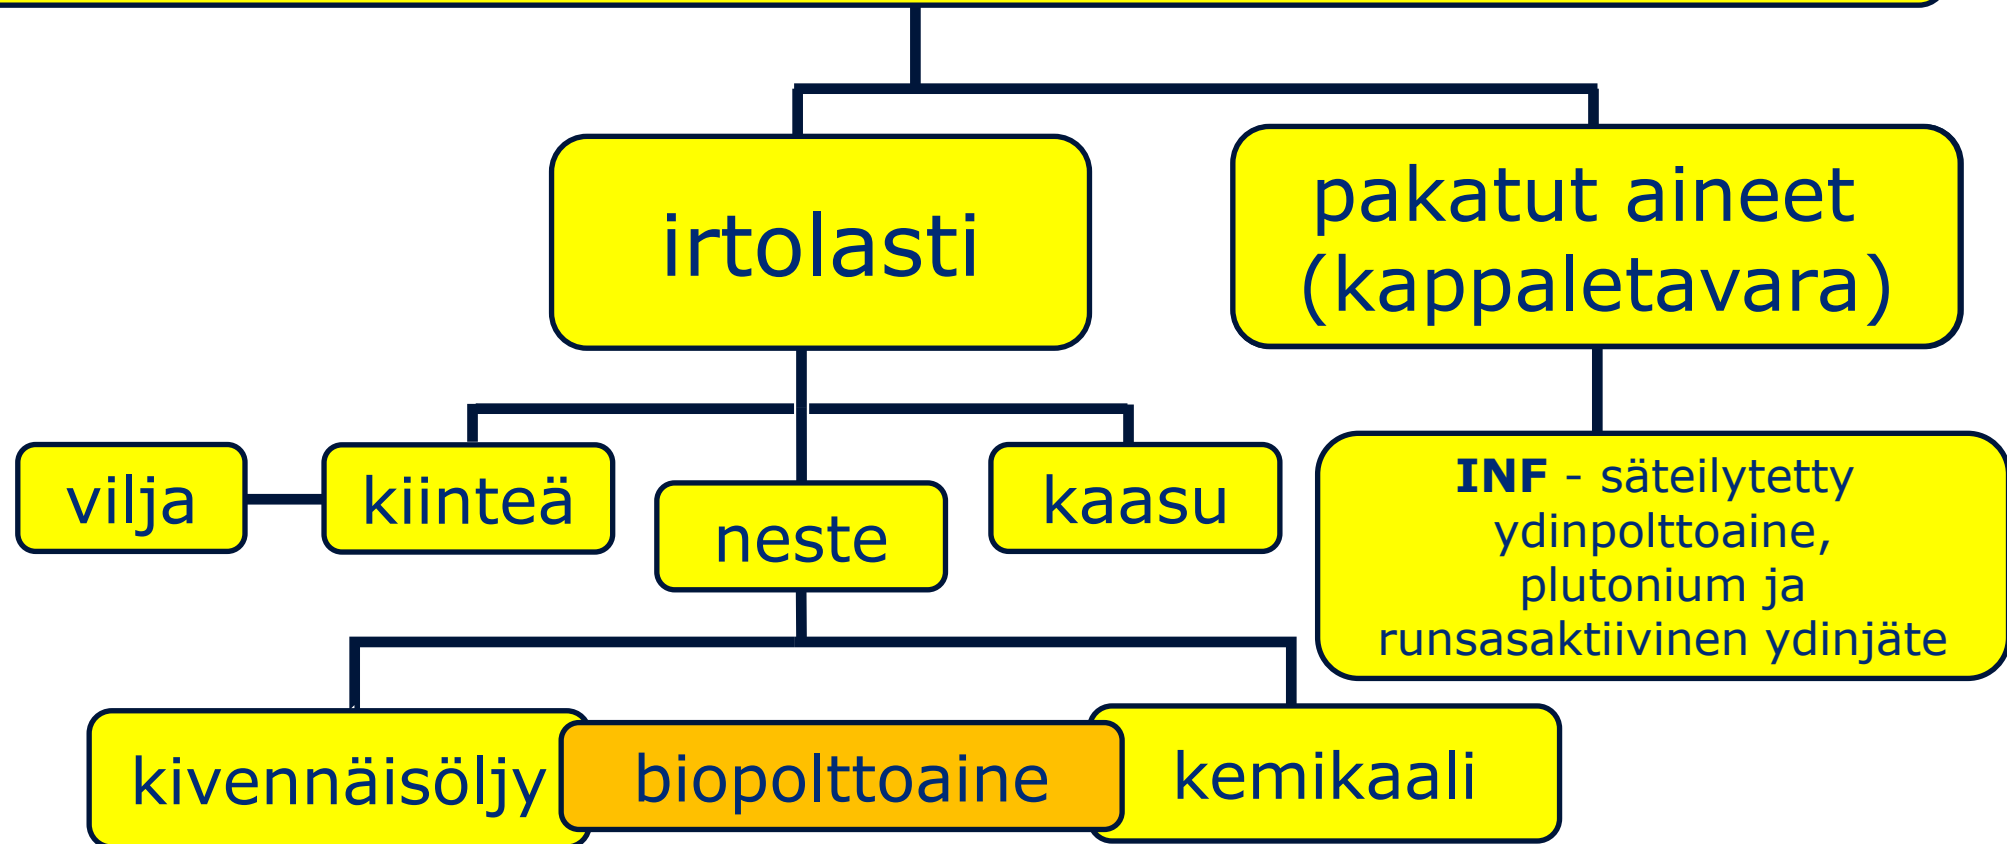 irtolasti
pakatut aineet
(kappaletavara)
vilja
kiinteä
neste
kaasu
INF - säteilytetty
ydinpolttoaine,
plutonium ja
runsasaktiivinen ydinjäte
kivennäisöljy
biopolttoaine
kemikaali